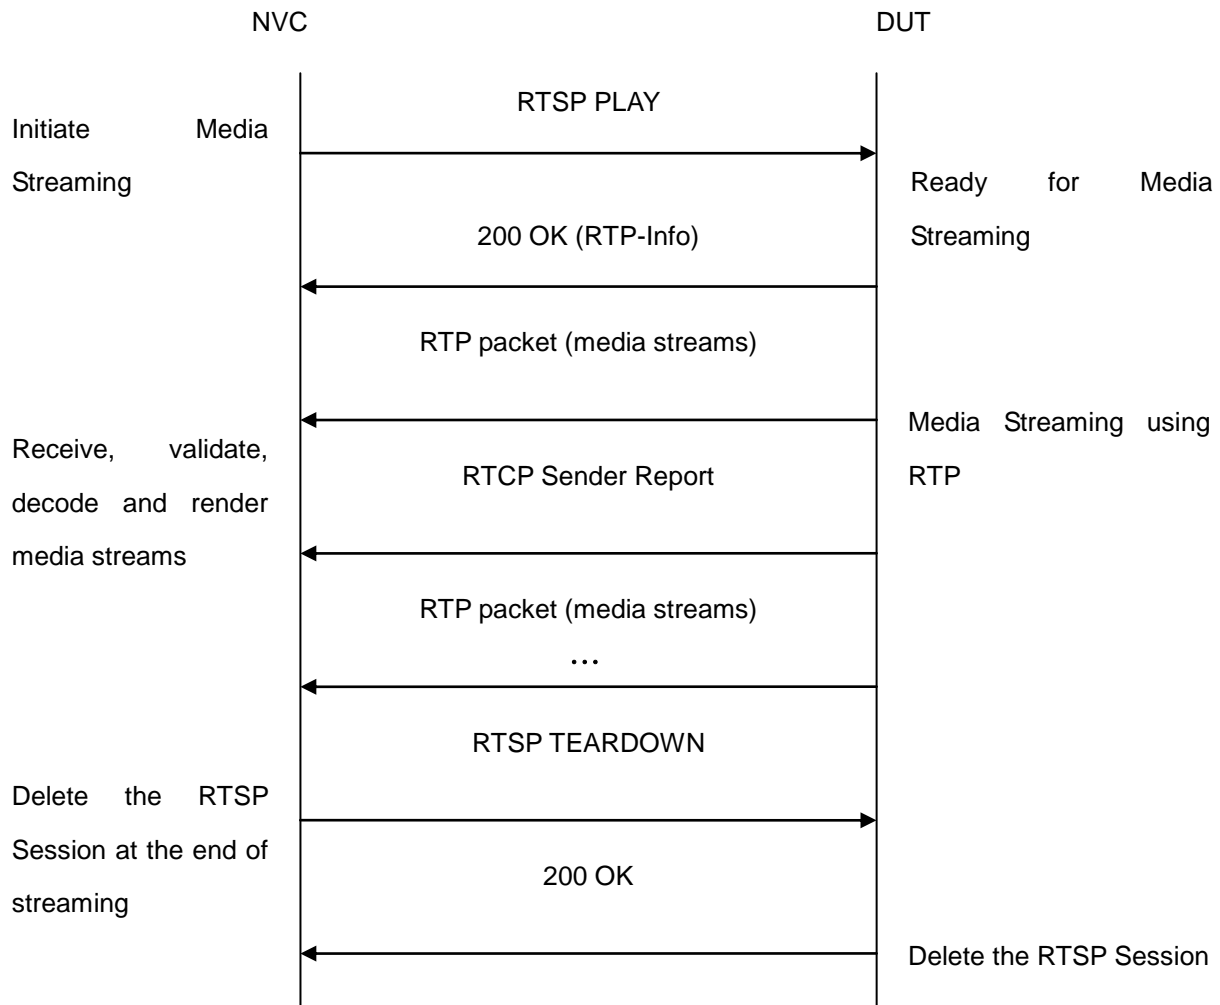 NVC
DUT
RTSP PLAY
Initiate Media
Streaming
Ready for Media
Streaming
200 OK (RTP-Info)
RTP packet (media streams)
Media Streaming using
RTP
Receive, validate,
decode and render
media streams
RTCP Sender Report
RTP packet (media streams)
...
RTSP TEARDOWN
Delete the RTSP
Session at the end of
streaming
200 OK
Delete the RTSP Session